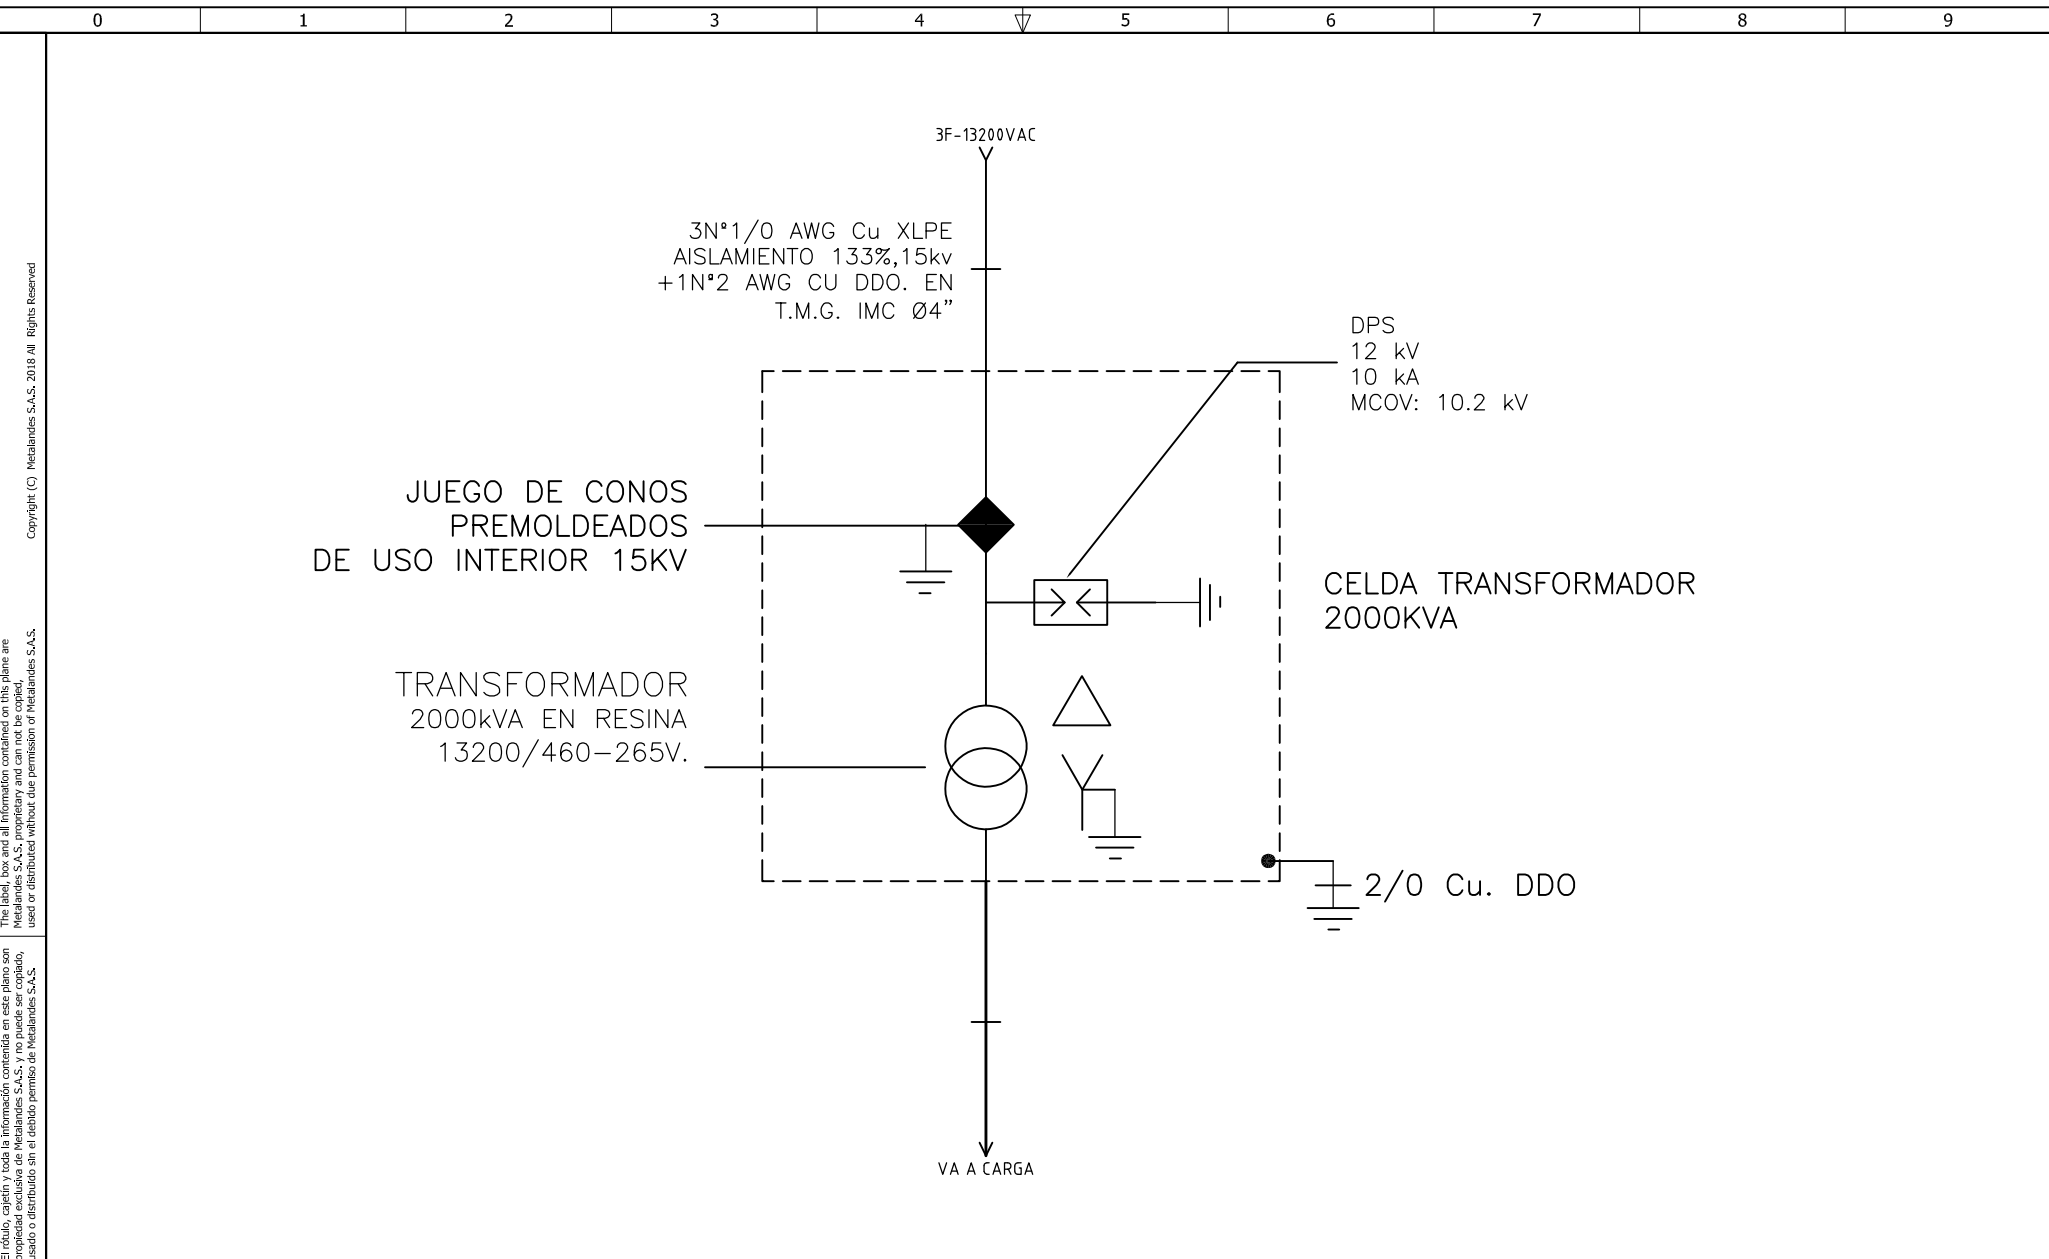 0 1 2 3 4 5 6 7 8 9
3F-13200VAC
3Nº1/0 AWG Cu XLPE
AISLAMIENTO 133%,15kv
+1Nº2 AWG CU DDO. EN
T.M.G. IMC Ø4”
DPS
12 kV
10 kA
MCOV: 10.2 kV
JUEGO DE CONOS
PREMOLDEADOS
DE USO INTERIOR 15KV
CELDA TRANSFORMADOR
2000KVA
TRANSFORMADOR
2000kVA EN RESINA
13200/460-265V.
2/0 Cu. DDO
VA A CARGA
Copyright (C) Metalandes S.A.S. 2018 All Rights Reserved
The label, box and all information contained on this plane are
Metalandes S.A.S. proprietary and can not be copied,
used or distributed without due permission of Metalandes S.A.S.
El rótulo, cajetín y toda la información contenida en este plano son
propiedad exclusiva de Metalandes S.A.S. y no puede ser copiado,
usado o distribuido sin el debido permiso de Metalandes S.A.S.